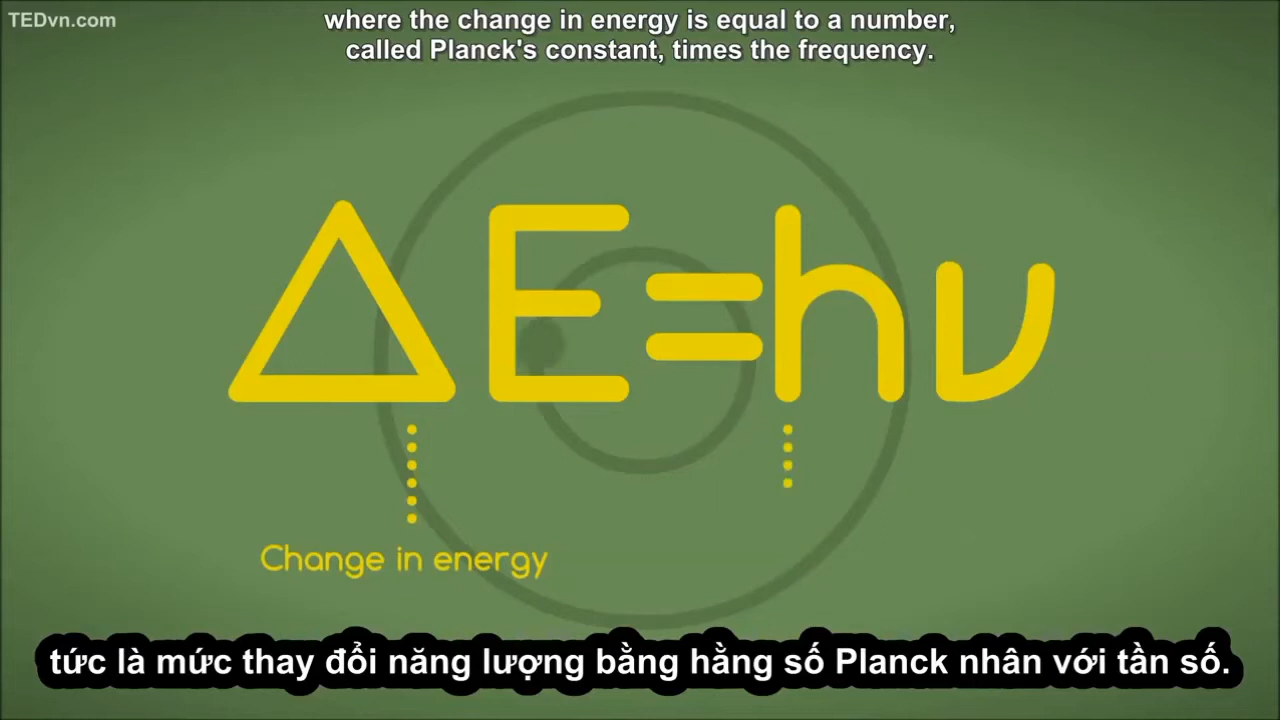 TEDvn.com
where the change in energy is equal to a number,
called Planck's constant, times the frequency.
ΔE=hν
Change in energy
tức là mức thay đổi năng lượng bằng hằng số Planck nhân với tần số.